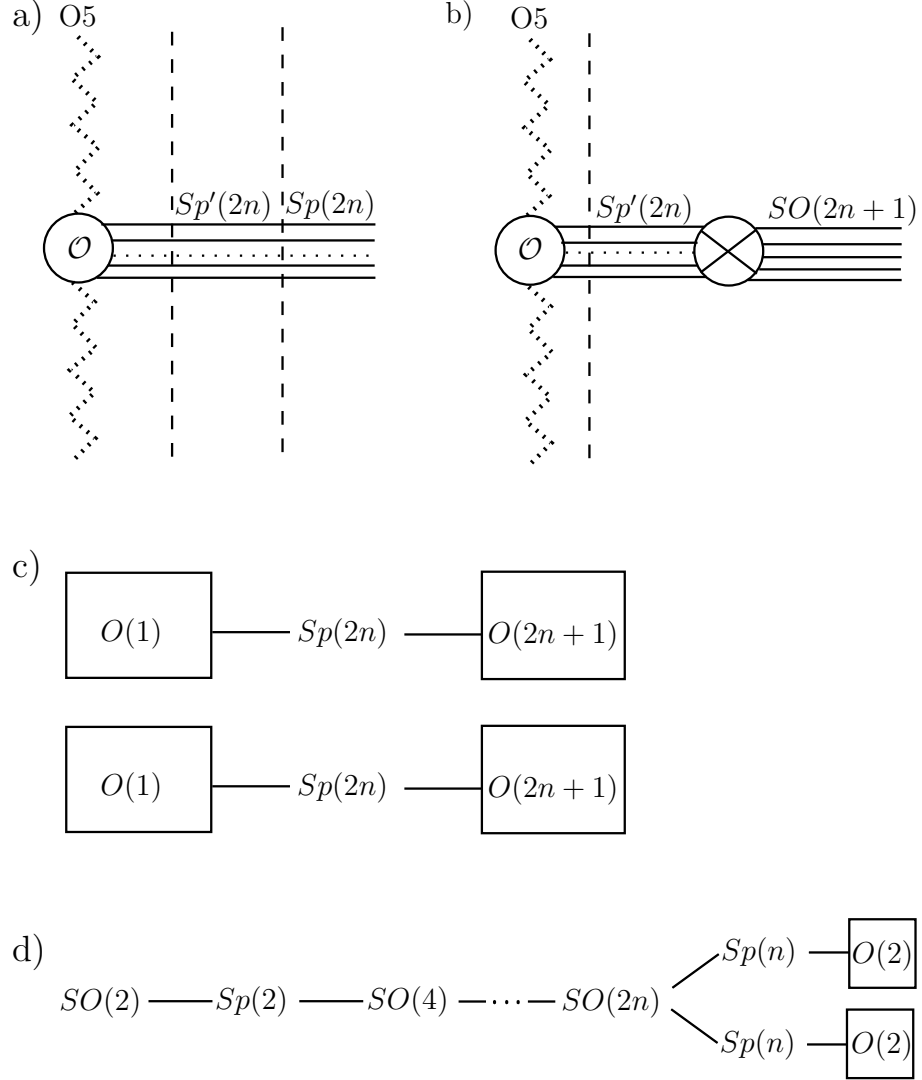 a) O5
b) O5
Sp′(2n) Sp(2n)
Sp′(2n) SO(2n + 1)
𝒪
𝒪
c)
O(1) Sp(2n) O(2n + 1)
O(1) Sp(2n) O(2n + 1)
d)
Sp(n) O(2)
SO(2) Sp(2) SO(4) ··· SO(2n)
Sp(n) O(2)